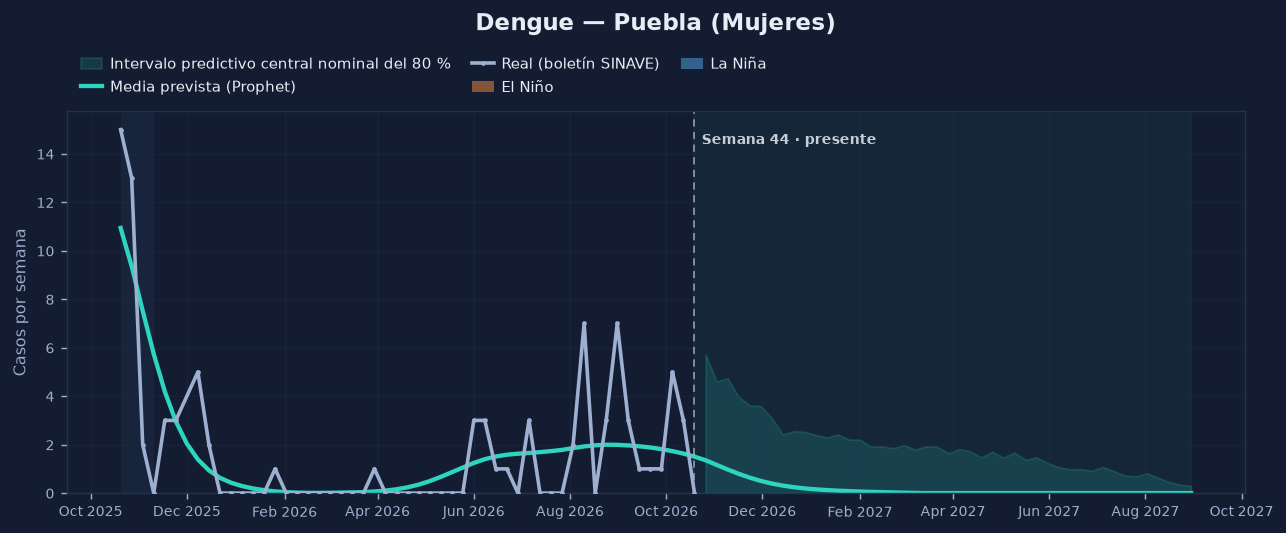 Dengue — Puebla (Mujeres)
Intervalo predictivo central nominal del 80 %
Media prevista (Prophet)
Real (boletín SINAVE)
El Niño
La Niña
Semana 44 · presente
Casos por semana
14
12
10
8
6
4
2
0
Oct 2025 Dec 2025 Feb 2026 Apr 2026 Jun 2026 Aug 2026 Oct 2026 Dec 2026 Feb 2027 Apr 2027 Jun 2027 Aug 2027 Oct 2027